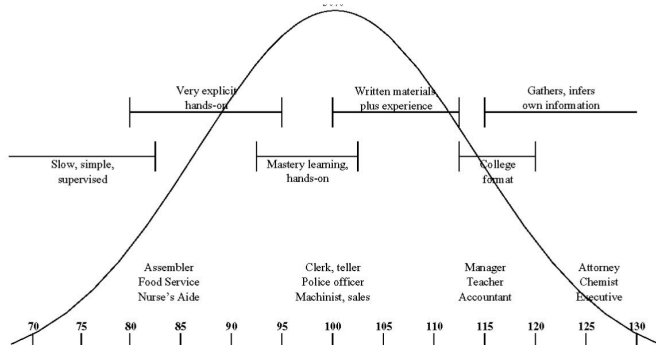 Very explicit
hands-on
Written materials,
plus experience
Gathers, infers
own information
Slow, simple,
supervised
Mastery learning,
hands-on
College
format
Assembler
Food Service
Nurse's Aide
Clerk, teller
Police officer
Machinist, sales
Manager
Teacher
Accountant
Attorney
Chemist
Executive
70 75 80 85 90 95 100 105 110 115 120 125 130